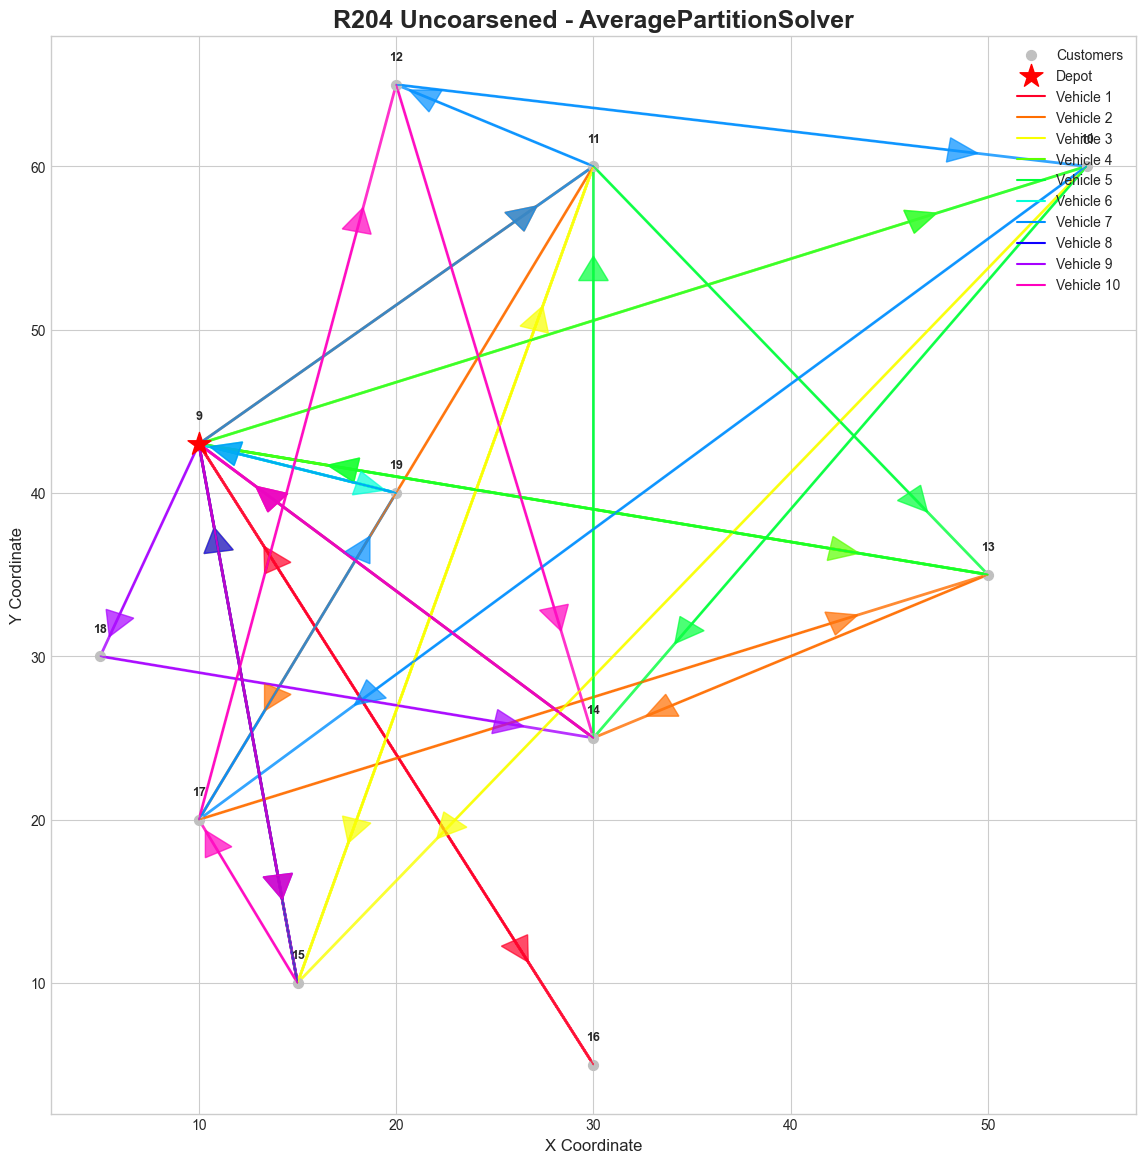 R204 Uncoarsened - AveragePartitionSolver
Customers
Depot
Vehicle 1
Vehicle 2
Vehicle 3
Vehicle 4
Vehicle 5
Vehicle 6
Vehicle 7
Vehicle 8
Vehicle 9
Vehicle 10
12
11
10
9
19
13
18
14
17
15
16
60
50
40
30
20
10
Y Coordinate
10
20
30
40
50
X Coordinate